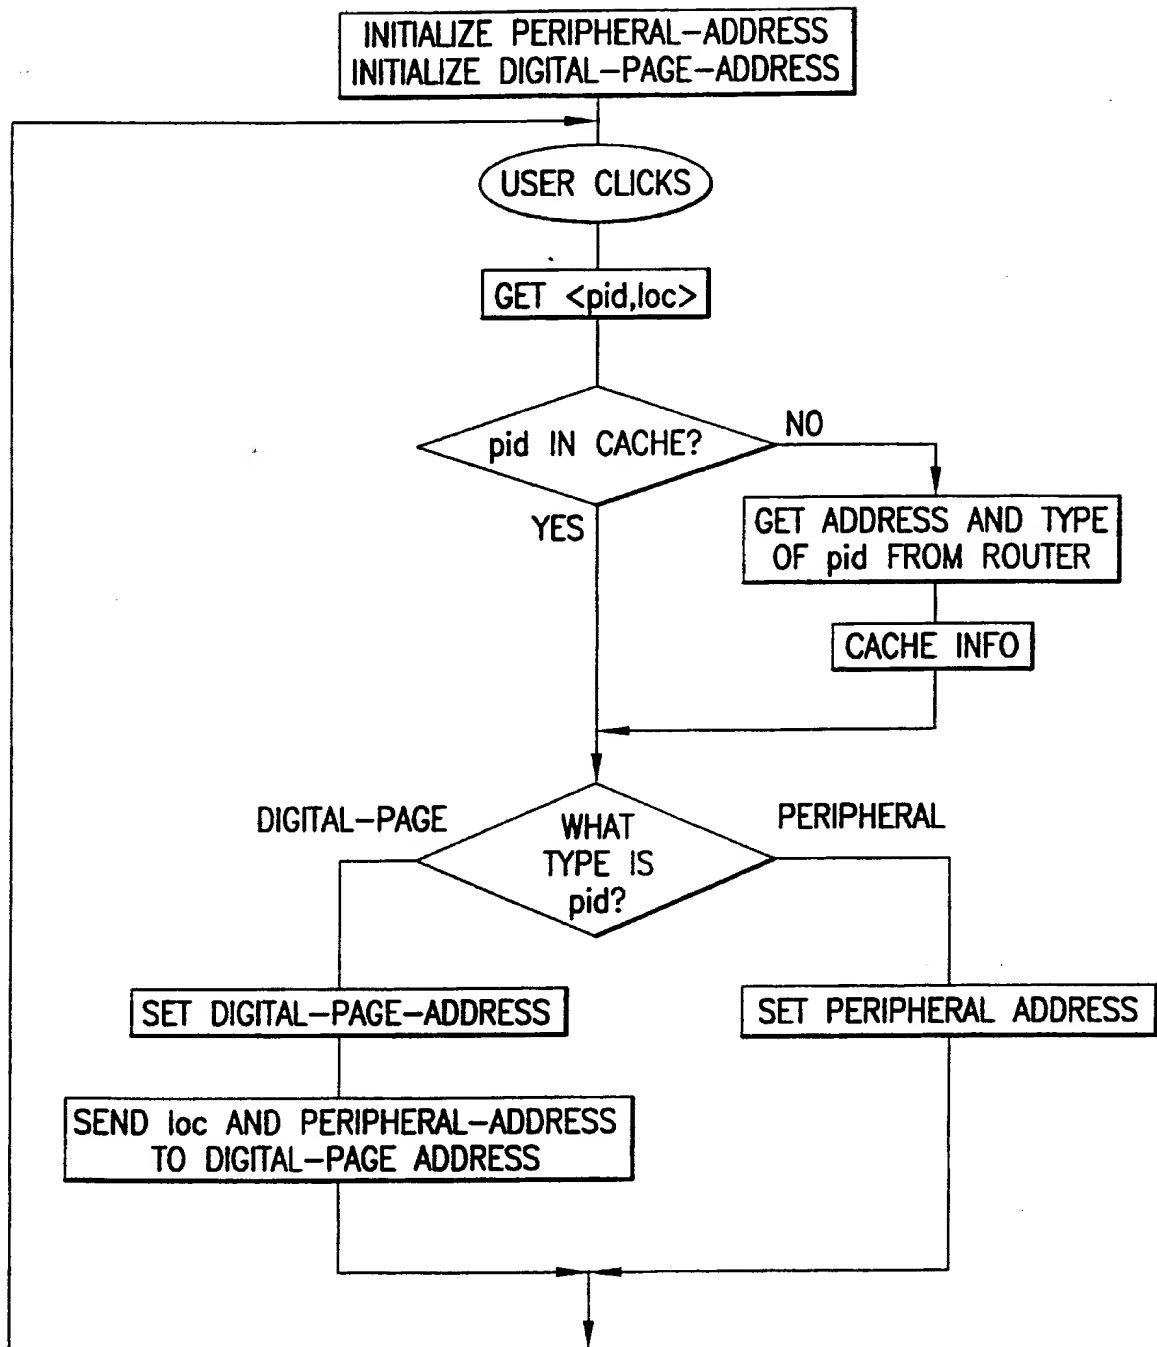 INITIALIZE PERIPHERAL-ADDRESS
INITIALIZE DIGITAL-PAGE-ADDRESS
USER CLICKS
GET <pid,loc>
pid IN CACHE?
NO
YES
GET ADDRESS AND TYPE
OF pid FROM ROUTER
CACHE INFO
DIGITAL-PAGE
WHAT
TYPE IS
pid?
PERIPHERAL
SET DIGITAL-PAGE-ADDRESS
SET PERIPHERAL ADDRESS
SEND loc AND PERIPHERAL-ADDRESS
TO DIGITAL-PAGE ADDRESS